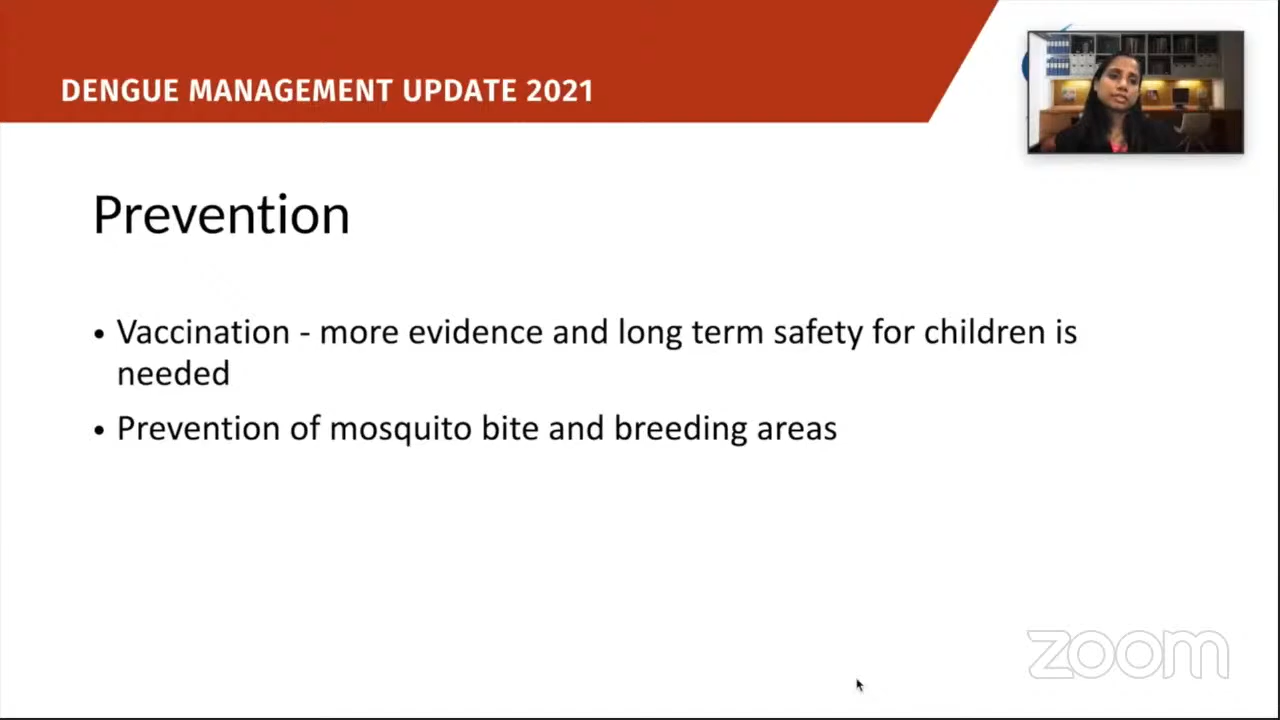 DENGUE MANAGEMENT UPDATE 2021
Prevention
• Vaccination - more evidence and long term safety for children is
needed
• Prevention of mosquito bite and breeding areas
zoom